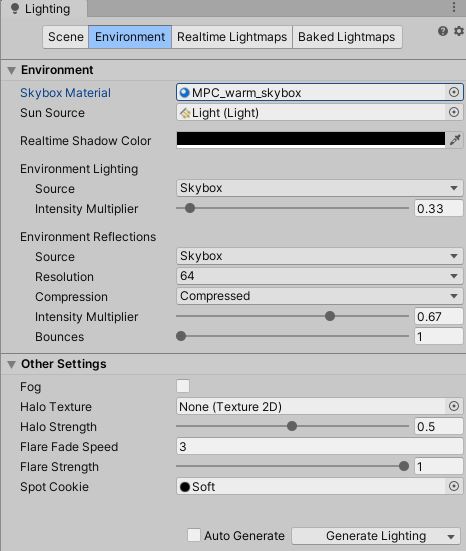 Lighting
Scene Environment Realtime Lightmaps Baked Lightmaps
Environment
Skybox Material MPC_warm_skybox
Sun Source Light (Light)
Realtime Shadow Color
Environment Lighting
Source Skybox
Intensity Multiplier 0.33
Environment Reflections
Source Skybox
Resolution 64
Compression Compressed
Intensity Multiplier 0.67
Bounces 1
Other Settings
Fog
Halo Texture None (Texture 2D)
Halo Strength 0.5
Flare Fade Speed 3
Flare Strength 1
Spot Cookie Soft
Auto Generate Generate Lighting